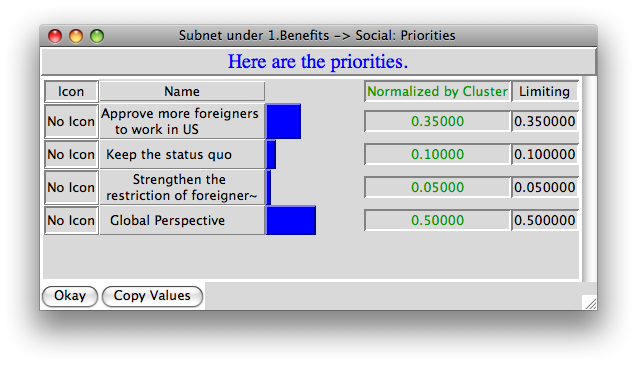 Subnet under 1.Benefits -> Social: Priorities
Here are the priorities.
Icon Name Normalized by Cluster Limiting
No Icon Approve more foreigners to work in US 0.35000 0.350000
No Icon Keep the status quo 0.10000 0.100000
No Icon Strengthen the restriction of foreigner~ 0.05000 0.050000
No Icon Global Perspective 0.50000 0.500000
Okay Copy Values